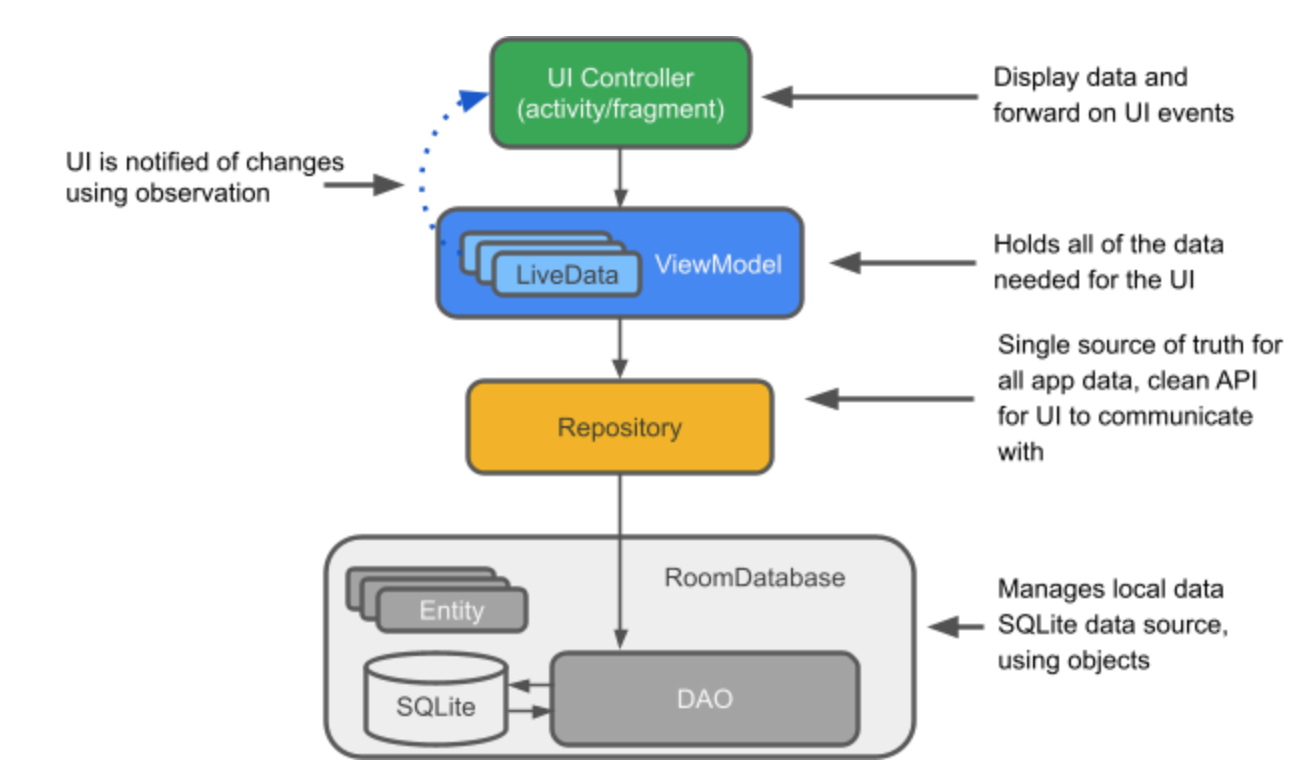 UI Controller
(activity/fragment)
Display data and
forward on UI events
UI is notified of changes
using observation
LiveData
ViewModel
Holds all of the data
needed for the UI
Single source of truth for
all app data, clean API
for UI to communicate
with
Repository
RoomDatabase
Entity
Manages local data
SQLite data source,
using objects
SQLite
DAO